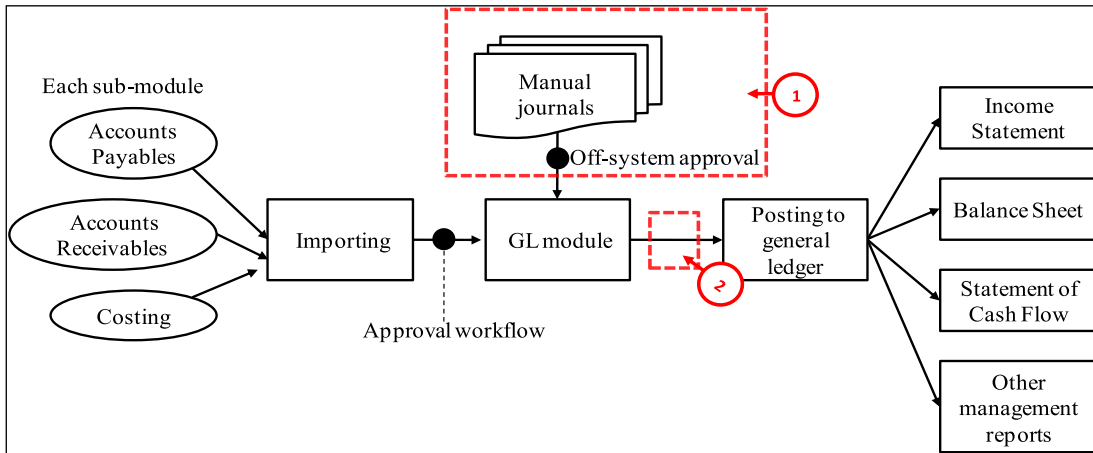 Each sub-module
Accounts
Payables
Accounts
Receivables
Costing
Importing
Approval workflow
Manual
journals
Off-system approval
1
GL module
2
Posting to
general
ledger
Income
Statement
Balance Sheet
Statement of
Cash Flow
Other
management
reports